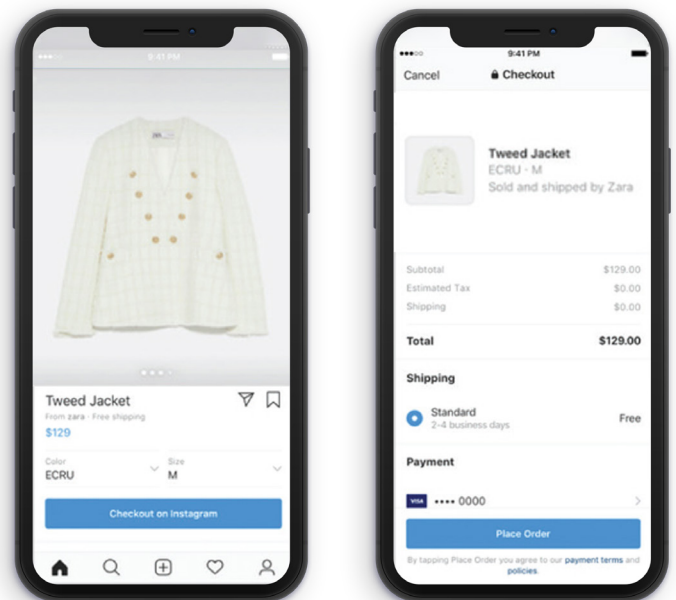 9:41 PM
Tweed Jacket
From zara · Free shipping
$129
Color
ECRU
Size
M
Checkout on Instagram
9:41 PM
Cancel
Checkout
Tweed Jacket
ECRU · M
Sold and shipped by Zara
Subtotal $129.00
Estimated Tax $0.00
Shipping $0.00
Total $129.00
Shipping
Standard
2-4 business days
Free
Payment
VISA •••• 0000
Place Order
By tapping Place Order you agree to our payment terms and
policies.